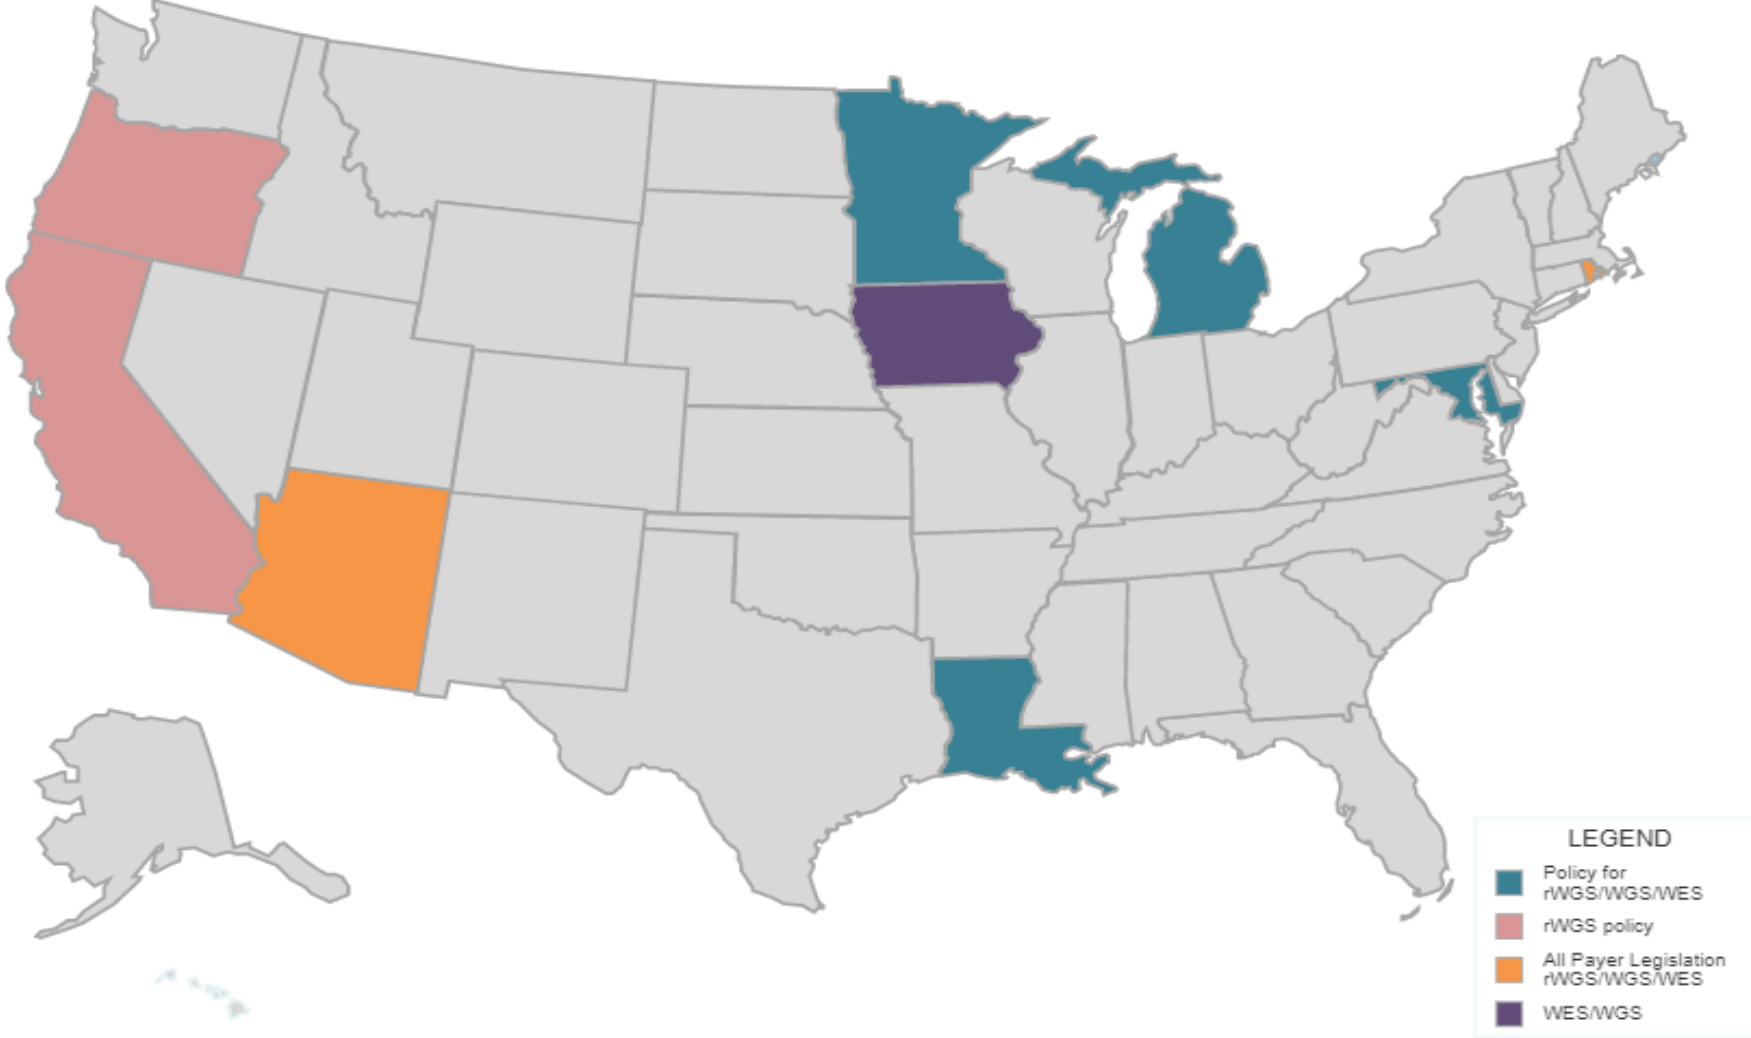 LEGEND
Policy for
rWGS/WGS/WES
rWGS policy
All Payer Legislation
rWGS/WGS/WES
WES/WGS